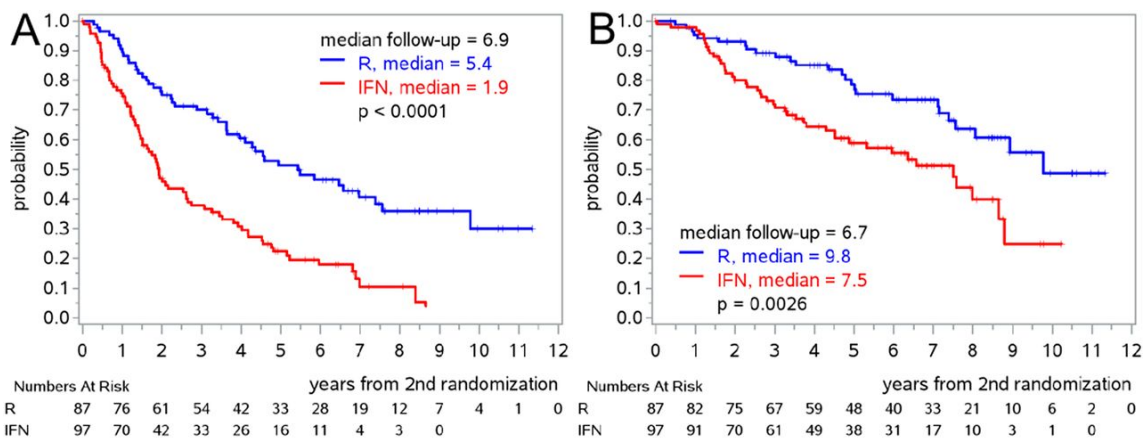 A
1.0
0.9
0.8
0.7
0.6
0.5
0.4
0.3
0.2
0.1
0.0
probability
median follow-up = 6.9
R, median = 5.4
IFN, median = 1.9
p < 0.0001
0 1 2 3 4 5 6 7 8 9 10 11 12
Numbers At Risk years from 2nd randomization
R 87 76 61 54 42 33 28 19 12 7 4 1 0
IFN 97 70 42 33 26 16 11 4 3 0
B
1.0
0.9
0.8
0.7
0.6
0.5
0.4
0.3
0.2
0.1
0.0
probability
median follow-up = 6.7
R, median = 9.8
IFN, median = 7.5
p = 0.0026
0 1 2 3 4 5 6 7 8 9 10 11 12
Numbers At Risk years from 2nd randomization
R 87 82 75 67 59 48 40 33 21 10 6 2 0
IFN 97 91 70 61 49 38 31 17 10 3 1 0